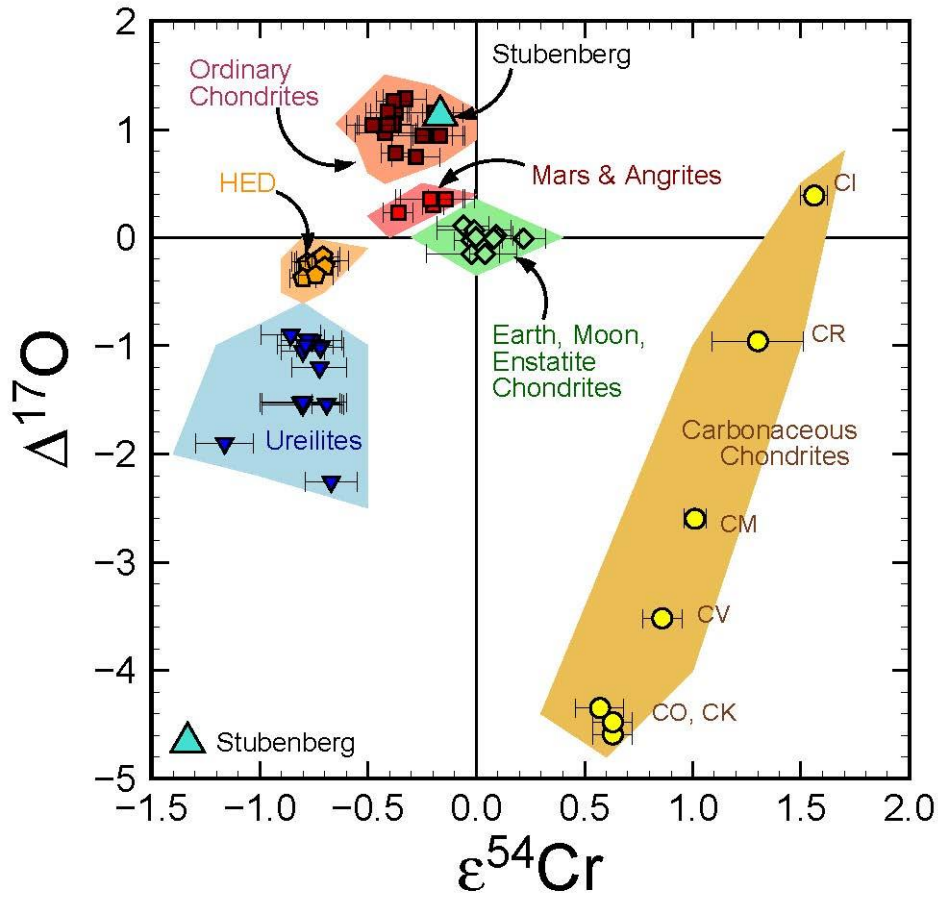 2
Ordinary
Chondrites
Stubenberg
1
HED
Mars & Angrites
CI
0
Earth, Moon,
Enstatite
Chondrites
−1
CR
Δ¹⁷O
Ureilites
Carbonaceous
Chondrites
−2
CM
−3
CV
−4
CO, CK
Stubenberg
−5
−1.5 −1.0 −0.5 0.0 0.5 1.0 1.5 2.0
ε⁵⁴Cr